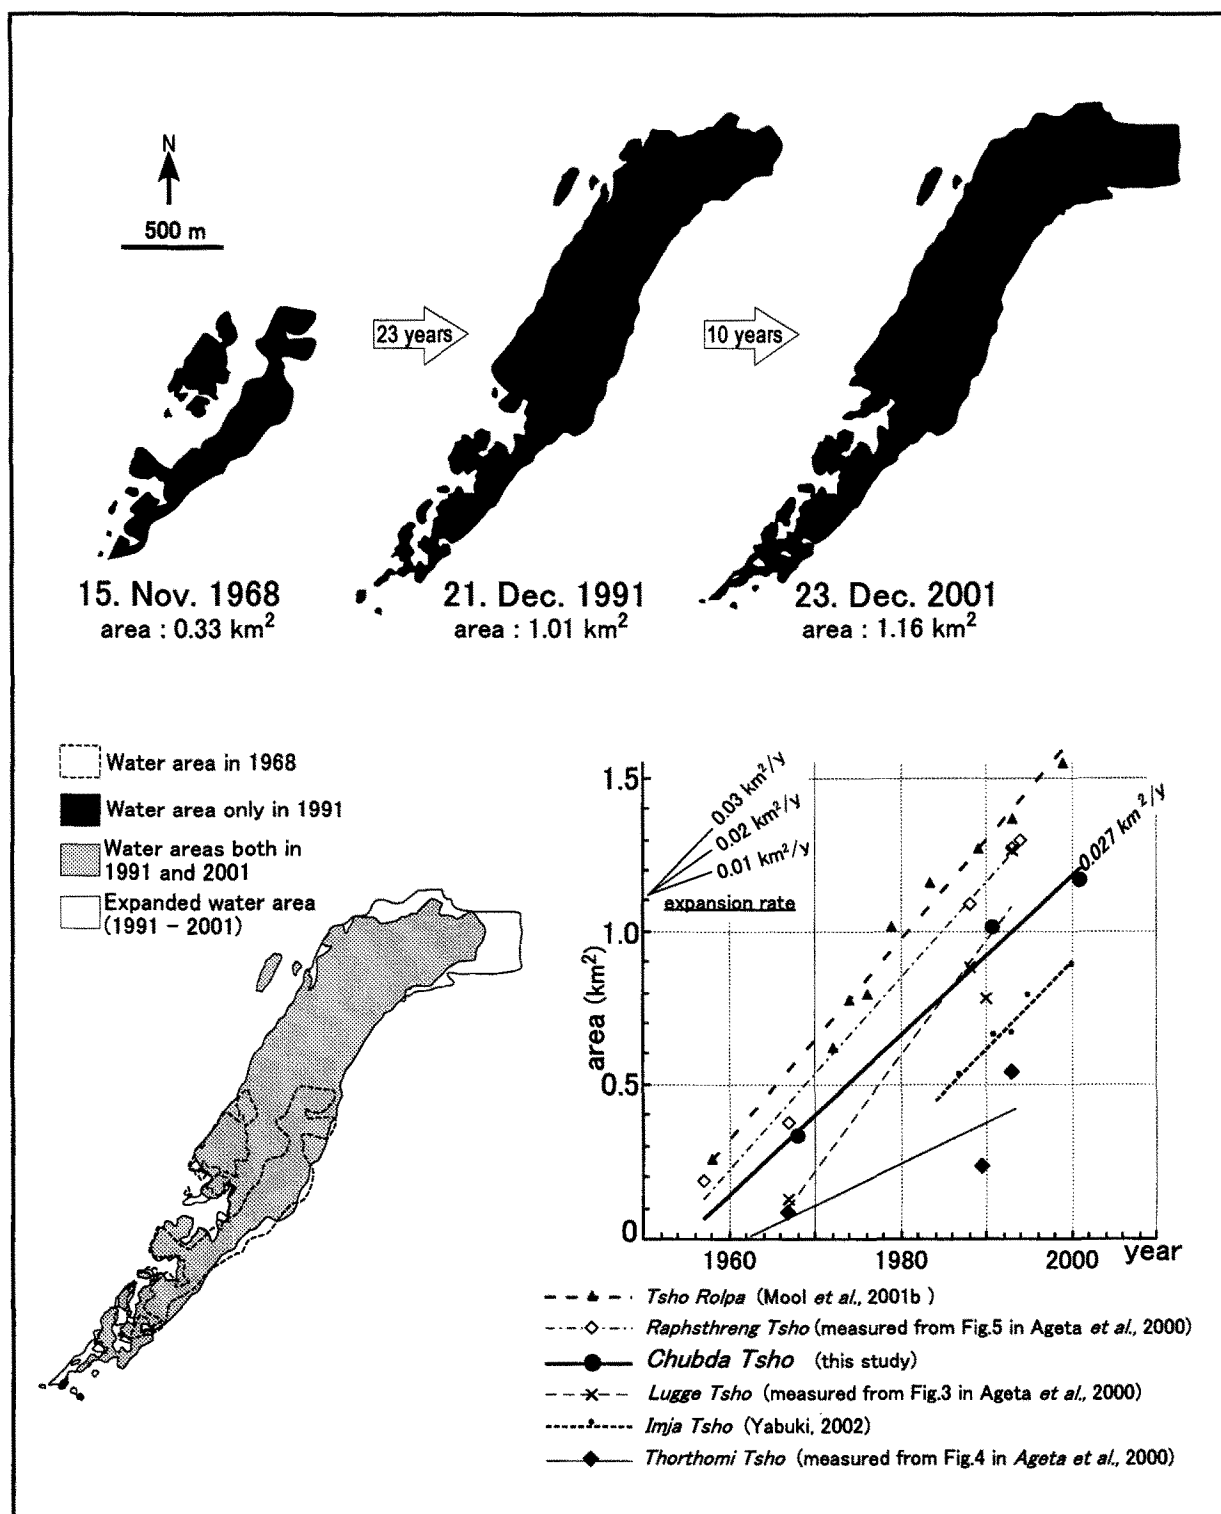 N
500 m
23 years
10 years
15. Nov. 1968
area : 0.33 km²
21. Dec. 1991
area : 1.01 km²
23. Dec. 2001
area : 1.16 km²
Water area in 1968
Water area only in 1991
Water areas both in
1991 and 2001
Expanded water area
(1991 - 2001)
0.03 km²/y
0.02 km²/y
0.01 km²/y
expansion rate
0.027 km²/y
area (km²)
1.5
1.0
0.5
0
1960
1980
2000
year
Tsho Rolpa (Mool et al., 2001b )
Raphsthreng Tsho (measured from Fig.5 in Ageta et al., 2000)
Chubda Tsho (this study)
Lugge Tsho (measured from Fig.3 in Ageta et al., 2000)
Imja Tsho (Yabuki, 2002)
Thorthomi Tsho (measured from Fig.4 in Ageta et al., 2000)